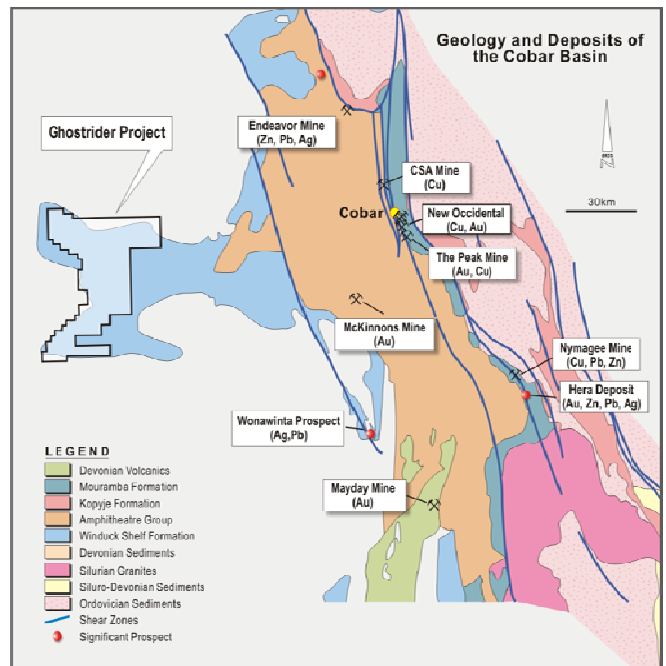 Geology and Deposits of
the Cobar Basin
Ghostrider Project
Endeavor Mine
(Zn, Pb, Ag)
N
30km
CSA Mine
(Cu)
Cobar
New Occidental
(Cu, Au)
The Peak Mine
(Au, Cu)
McKinnons Mine
(Au)
Nymagee Mine
(Cu, Pb, Zn)
Hera Deposit
(Au, Zn, Pb, Ag)
Wonawinta Prospect
(Ag,Pb)
Mayday Mine
(Au)
LEGEND
Devonian Volcanics
Mouramba Formation
Kopyje Formation
Amphitheatre Group
Winduck Shelf Formation
Devonian Sediments
Silurian Granites
Siluro-Devonian Sediments
Ordovician Sediments
Shear Zones
Significant Prospect